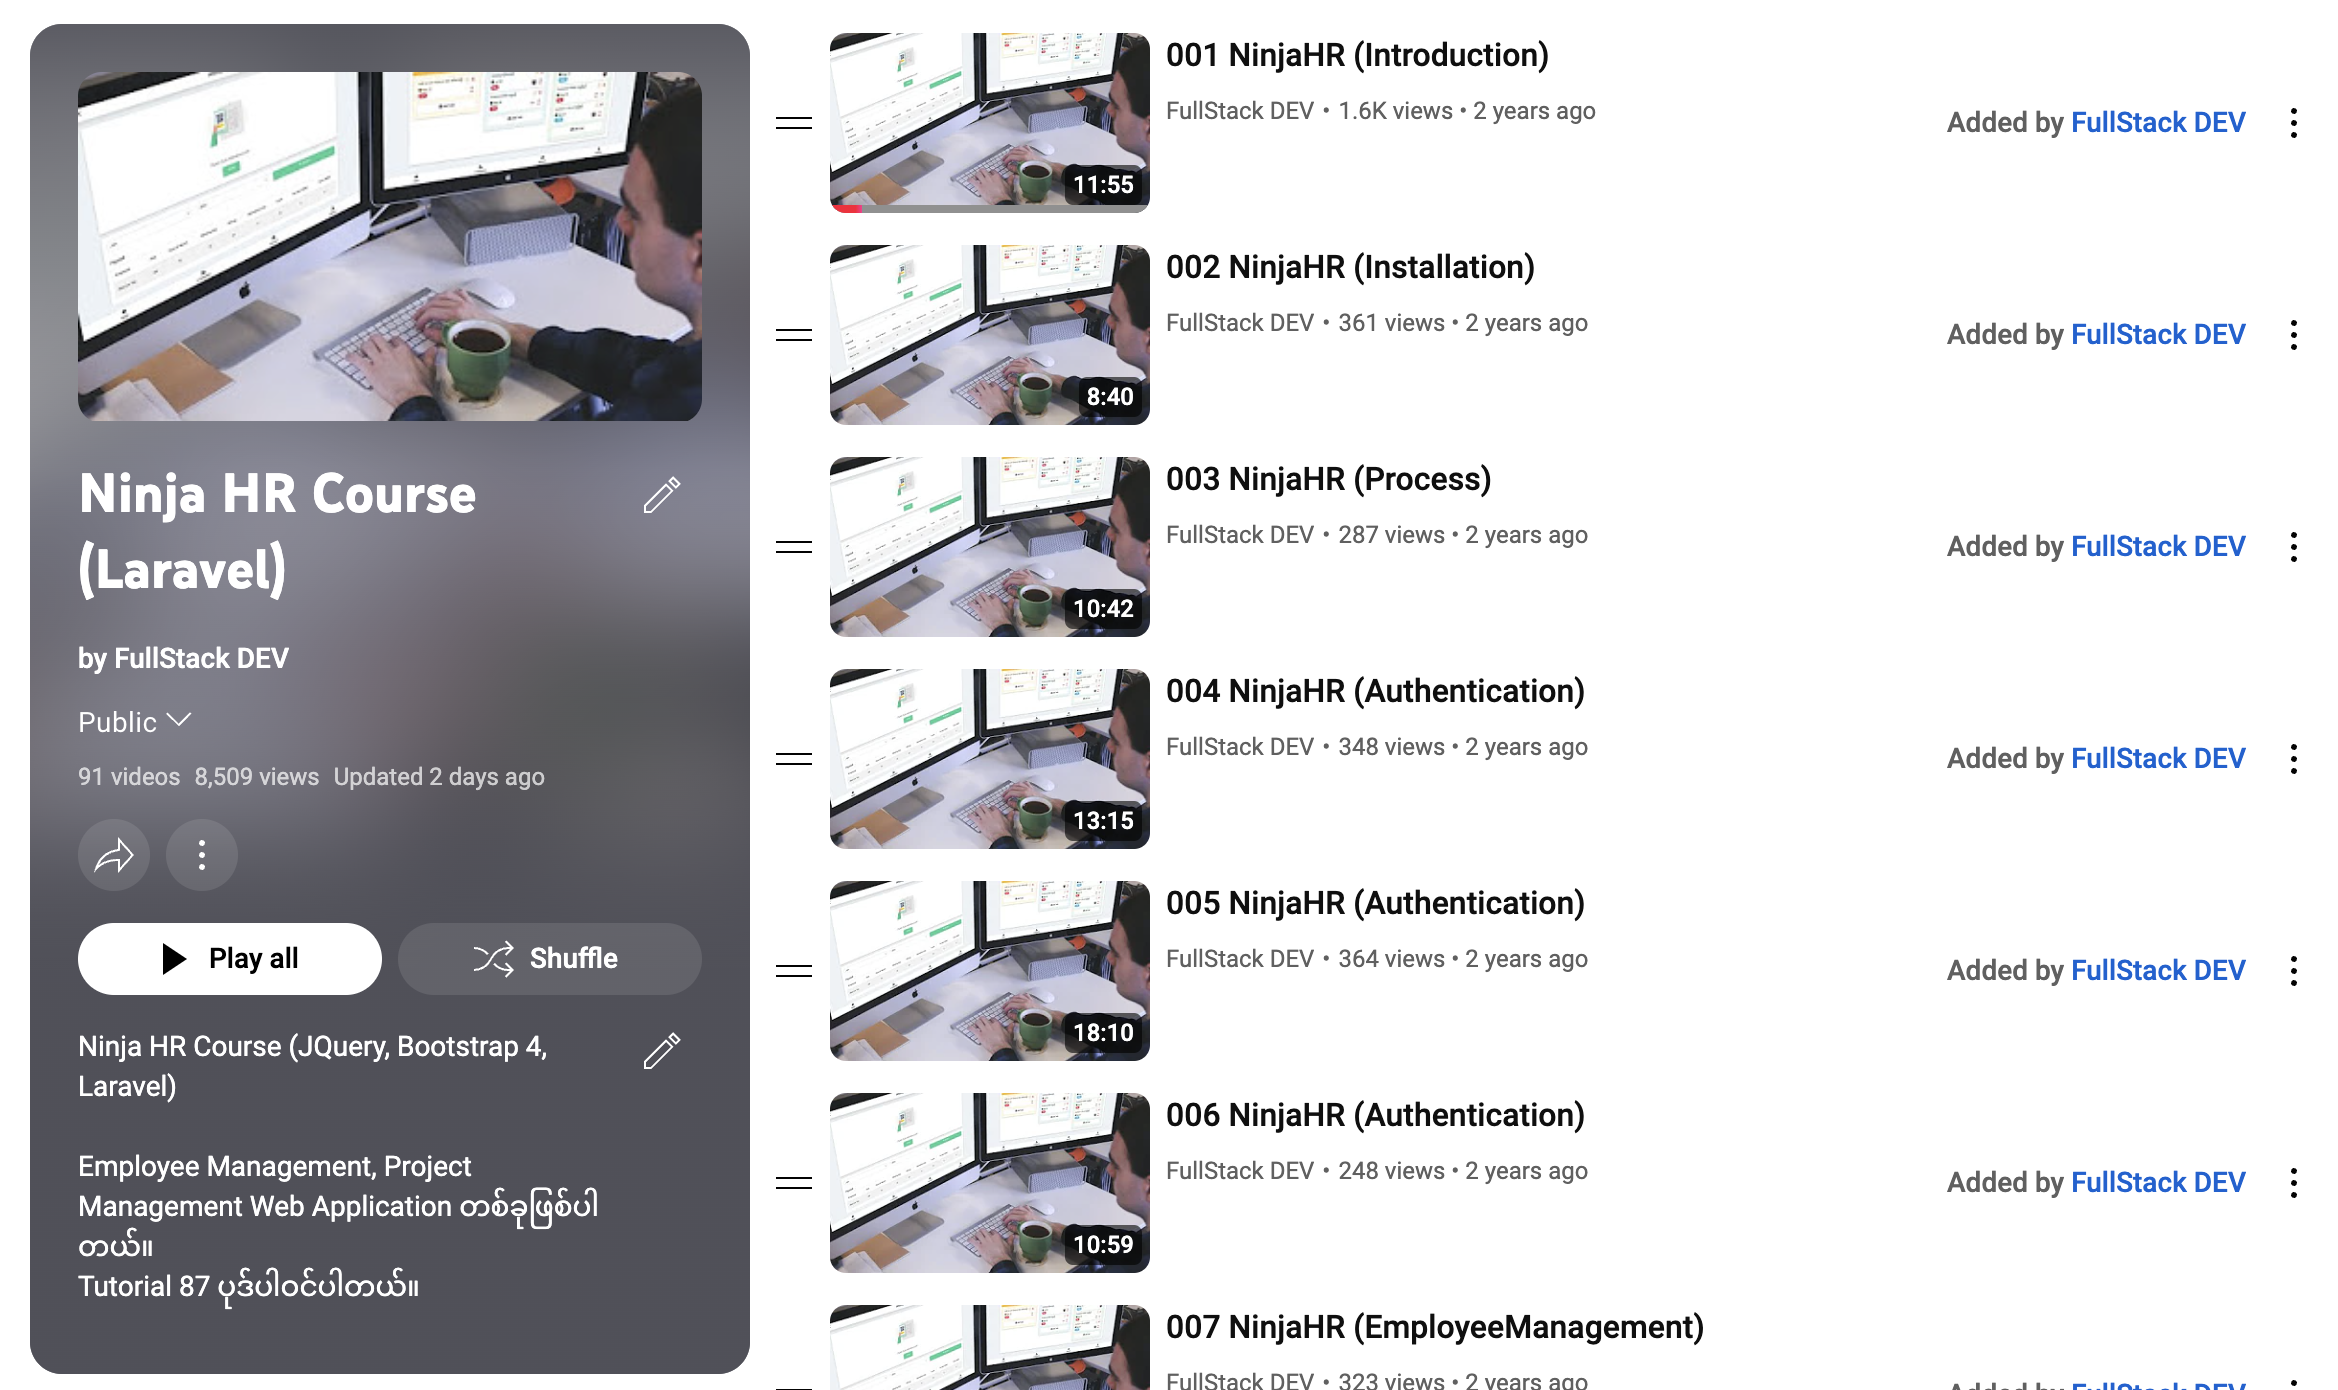 Ninja HR Course
(Laravel)
by FullStack DEV
Public
91 videos 8,509 views Updated 2 days ago
Play all
Shuffle
Ninja HR Course (JQuery, Bootstrap 4,
Laravel)
Employee Management, Project
Management Web Application တစ်ခုဖြစ်ပါ
တယ်။
Tutorial 87 ပုဒ်ပါဝင်ပါတယ်။
001 NinjaHR (Introduction)
FullStack DEV • 1.6K views • 2 years ago
11:55
Added by FullStack DEV
002 NinjaHR (Installation)
FullStack DEV • 361 views • 2 years ago
8:40
Added by FullStack DEV
003 NinjaHR (Process)
FullStack DEV • 287 views • 2 years ago
10:42
Added by FullStack DEV
004 NinjaHR (Authentication)
FullStack DEV • 348 views • 2 years ago
13:15
Added by FullStack DEV
005 NinjaHR (Authentication)
FullStack DEV • 364 views • 2 years ago
18:10
Added by FullStack DEV
006 NinjaHR (Authentication)
FullStack DEV • 248 views • 2 years ago
10:59
Added by FullStack DEV
007 NinjaHR (EmployeeManagement)
FullStack DEV • 323 views • 2 years ago
Added by FullStack DEV